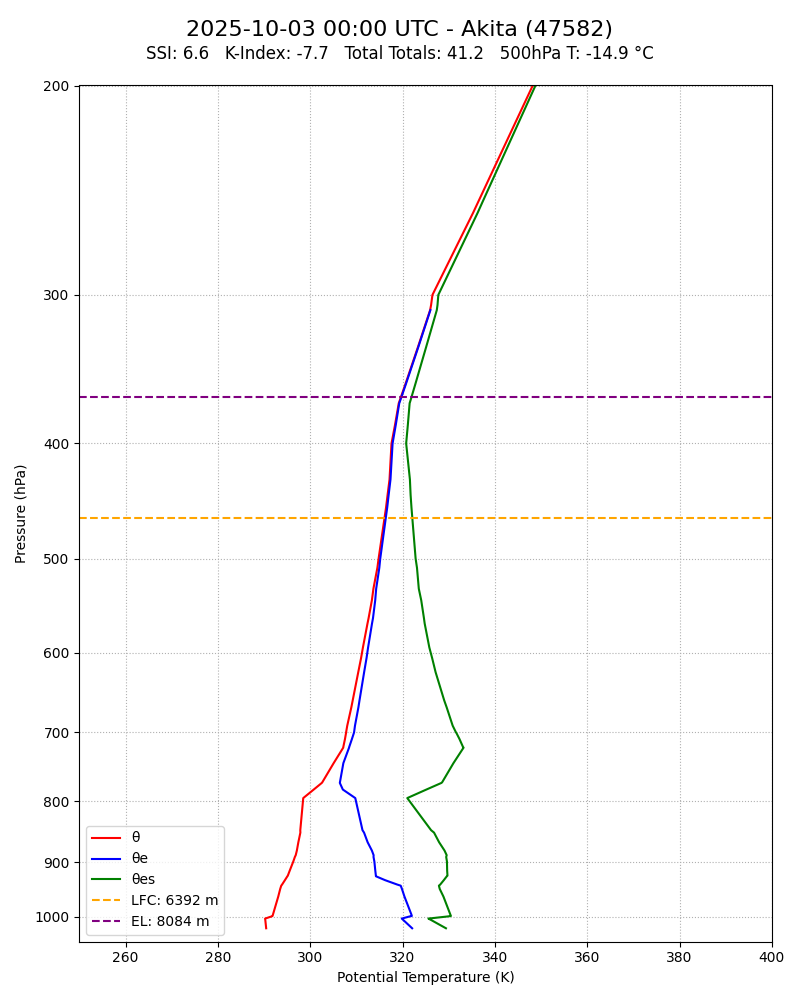 2025-10-03 00:00 UTC - Akita (47582)
SSI: 6.6   K-Index: -7.7   Total Totals: 41.2   500hPa T: -14.9 °C
200
300
400
500
600
700
800
900
1000
Pressure (hPa)
θ
θe
θes
LFC: 6392 m
EL: 8084 m
260 280 300 320 340 360 380 400
Potential Temperature (K)